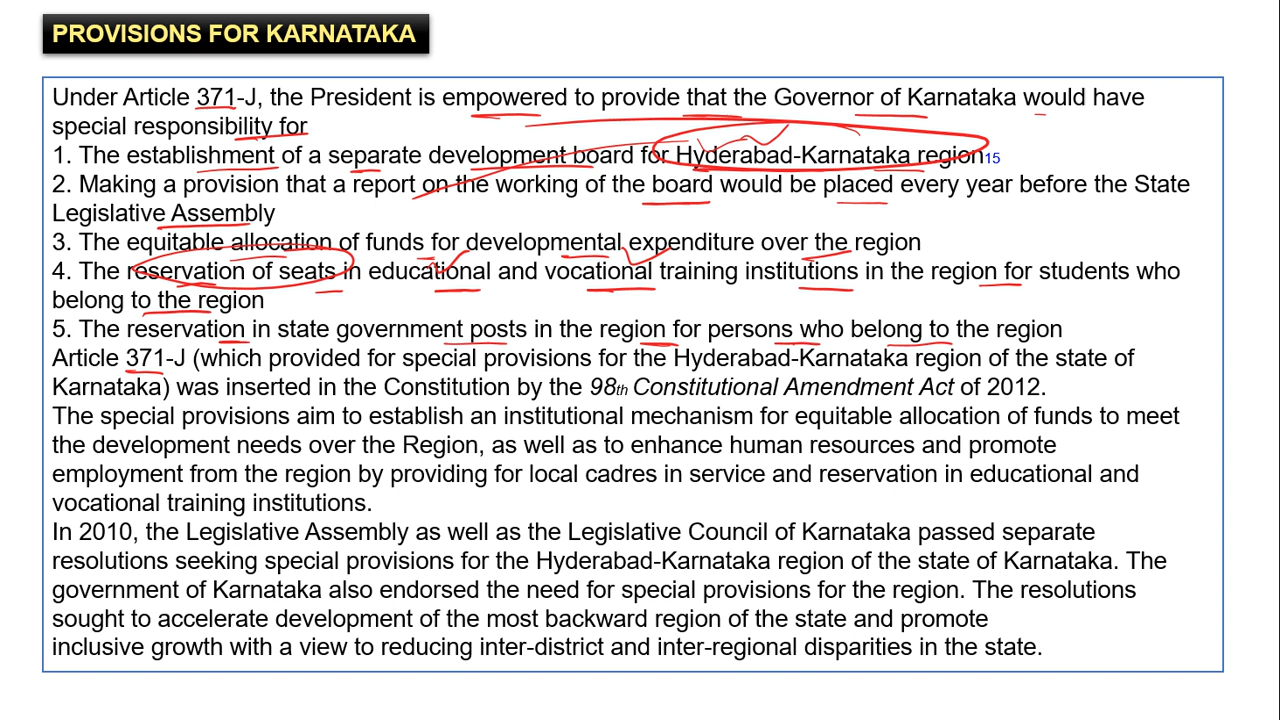 PROVISIONS FOR KARNATAKA
Under Article 371-J, the President is empowered to provide that the Governor of Karnataka would have
special responsibility for
1. The establishment of a separate development board for Hyderabad-Karnataka region15
2. Making a provision that a report on the working of the board would be placed every year before the State
Legislative Assembly
3. The equitable allocation of funds for developmental expenditure over the region
4. The reservation of seats in educational and vocational training institutions in the region for students who
belong to the region
5. The reservation in state government posts in the region for persons who belong to the region
Article 371-J (which provided for special provisions for the Hyderabad-Karnataka region of the state of
Karnataka) was inserted in the Constitution by the 98th Constitutional Amendment Act of 2012.
The special provisions aim to establish an institutional mechanism for equitable allocation of funds to meet
the development needs over the Region, as well as to enhance human resources and promote
employment from the region by providing for local cadres in service and reservation in educational and
vocational training institutions.
In 2010, the Legislative Assembly as well as the Legislative Council of Karnataka passed separate
resolutions seeking special provisions for the Hyderabad-Karnataka region of the state of Karnataka. The
government of Karnataka also endorsed the need for special provisions for the region. The resolutions
sought to accelerate development of the most backward region of the state and promote
inclusive growth with a view to reducing inter-district and inter-regional disparities in the state.